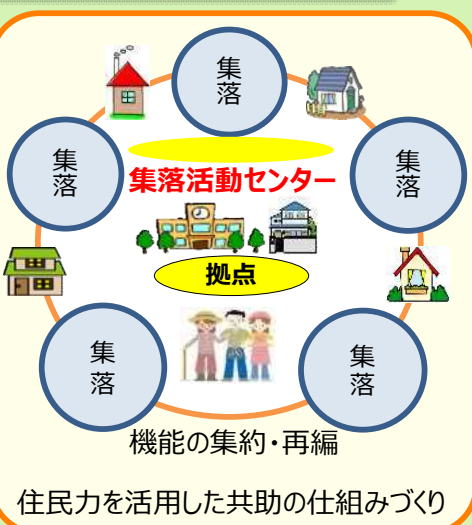 集落
集落
集落
集落活動センター
拠点
集落
集落
機能の集約・再編
住民力を活用した共助の仕組みづくり